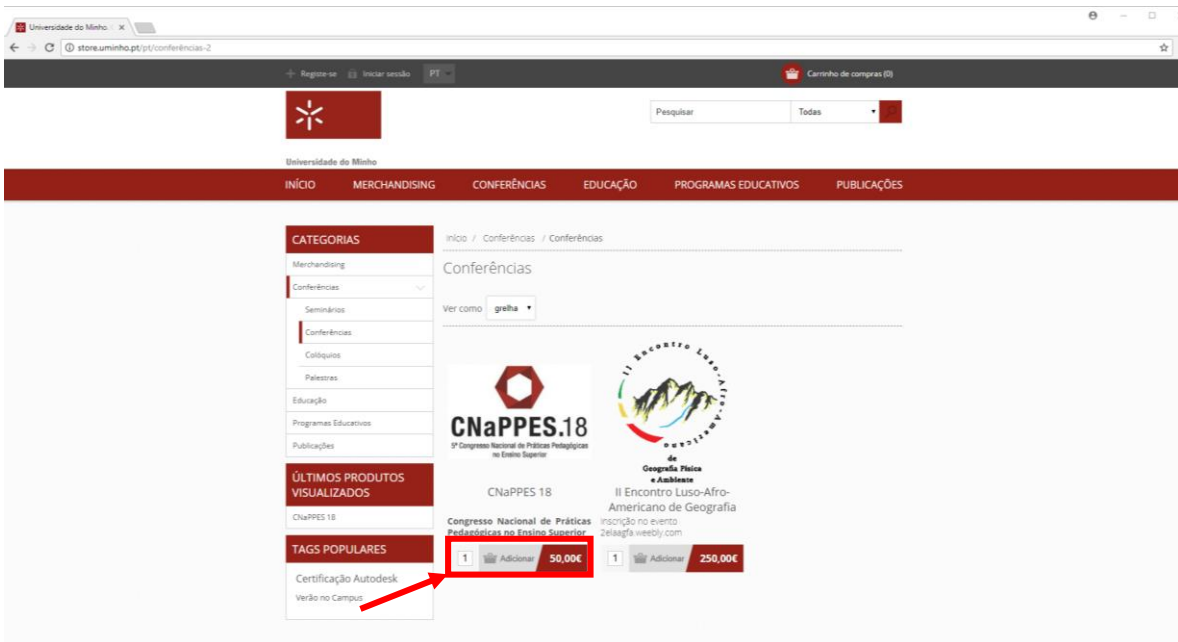 Universidade do Minho.
store.uminho.pt/pt/conferências-2
Registe-se Iniciar sessão PT
Carrinho de compras (0)
Pesquisar Todas
Universidade do Minho
INÍCIO MERCHANDISING CONFERÊNCIAS EDUCAÇÃO PROGRAMAS EDUCATIVOS PUBLICAÇÕES
CATEGORIAS
Merchandising
Conferências
Seminários
Conferências
Colóquios
Palestras
Educação
Programas Educativos
Publicações
ÚLTIMOS PRODUTOS
VISUALIZADOS
CNaPPES 18
TAGS POPULARES
Certificação Autodesk
Verão no Campus
Início / Conferências / Conferências
Conferências
Ver como grelha
CNaPPES.18
5º Congresso Nacional de Práticas Pedagógicas
no Ensino Superior
CNaPPES 18
Congresso Nacional de Práticas
Pedagógicas no Ensino Superior
1 Adicionar 50,00€
II Encontro Luso-Afro-Americano
de
Geografia Física
e Ambiente
II Encontro Luso-Afro-
Americano de Geografia
Inscrição no evento
2elaagfa.weebly.com
1 Adicionar 250,00€